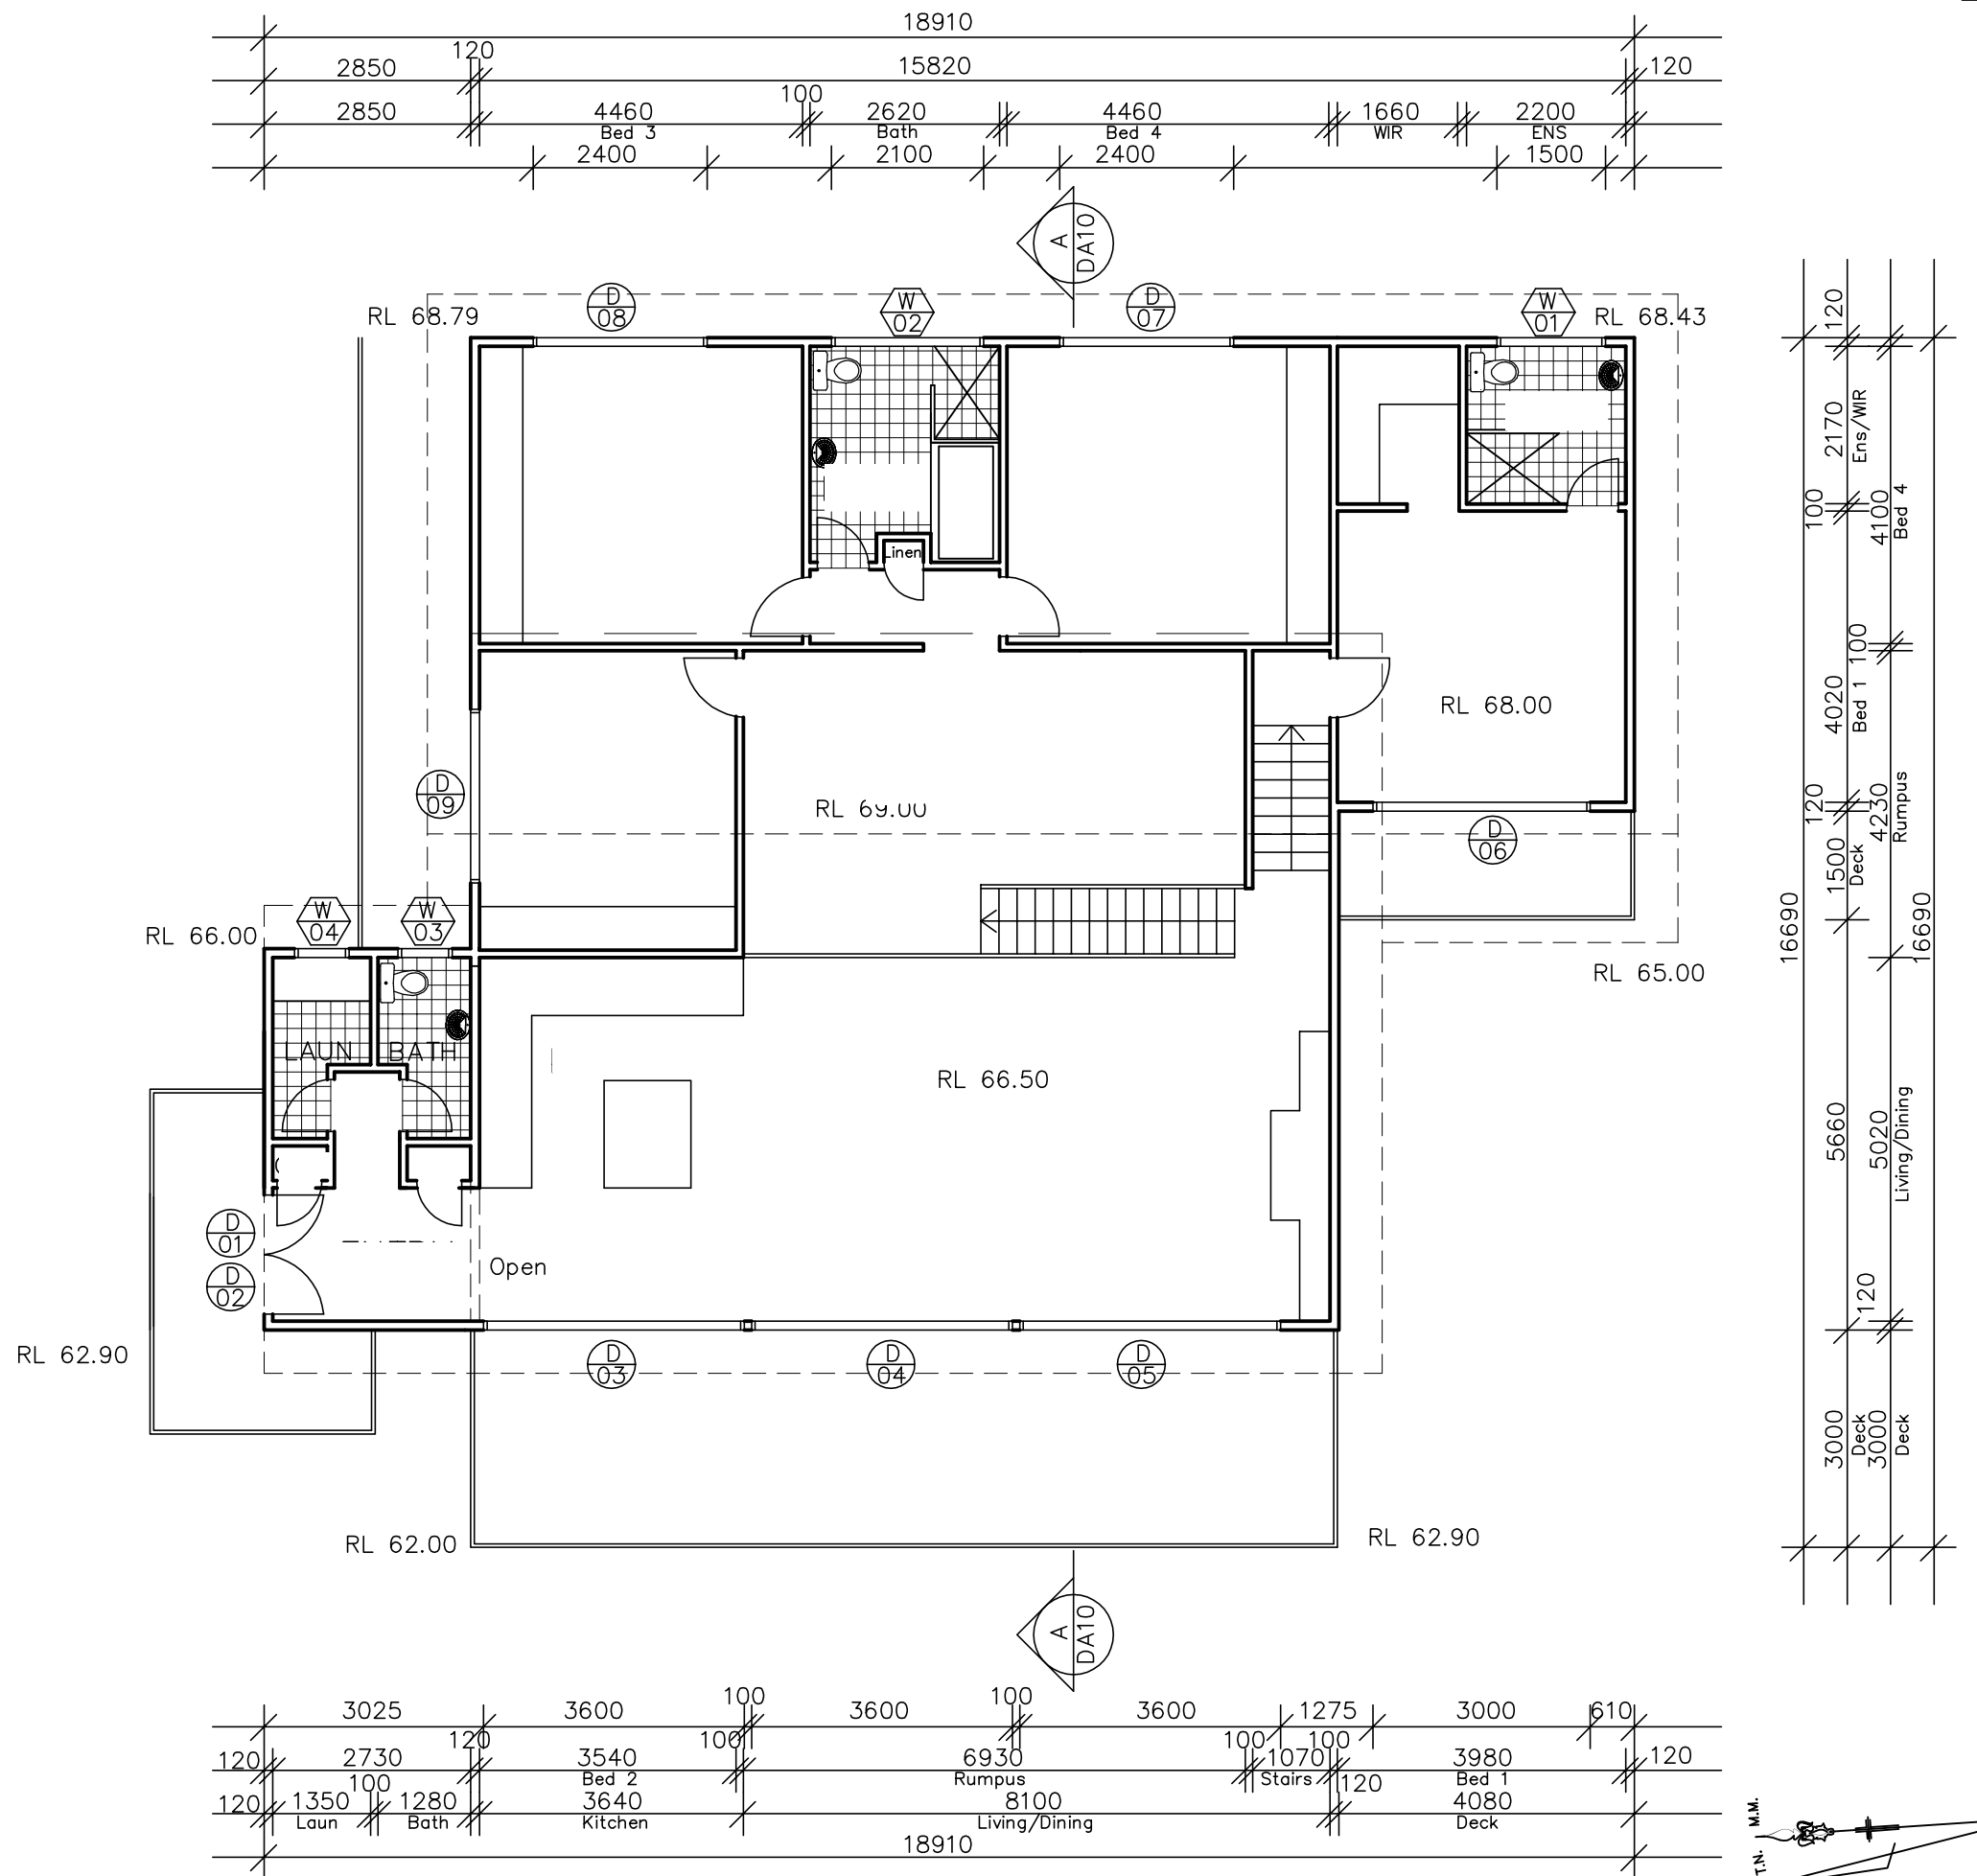 18910
120
2850 15820 120
100
2850 4460 2620 4460 1660 2200
Bed 3 Bath Bed 4 WIR ENS
2400 2100 2400 1500
A
DA10
RL 68.79
D
08
W
02
D
07
W
01
RL 68.43
Linen
RL 68.00
D
09
RL 69.00
D
06
RL 66.00
W
04
W
03
RL 65.00
LAUN BATH
RL 66.50
D
01
D
02
Open
RL 62.90
D
03
D
04
D
05
RL 62.00
RL 62.90
A
DA10
16690
120
2170
Ens/WIR
100
4020
Bed 1
120
1500
Deck
5660
3000
Deck
4100
Bed 4
100
4230
Rumpus
5020
Living/Dining
120
3000
Deck
16690
100 100
3025 3600 3600 3600 1275 3000 610
120 100 100 100
120 2730 3540 6930 1070 3980 120
Bed 2 Rumpus Stairs Bed 1
100 120
120 1350 1280 3640 8100 4080
Laun Bath Kitchen Living/Dining Deck
18910
M.M.
T.N.